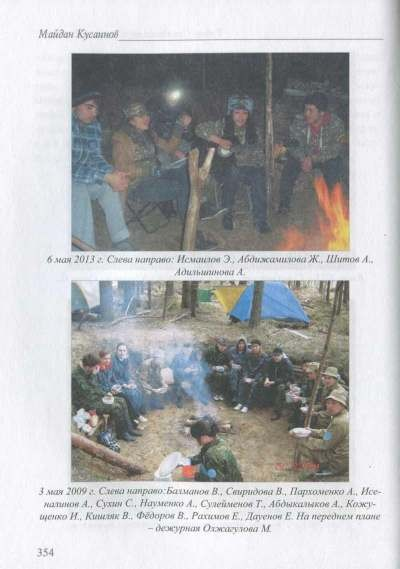 Майдан Кусаинов
6 мая 2013 г. Слева направо: Исмаилов Э., Абдижамилова Ж., Шитов А.,
Адильшинова А.
3 мая 2009 г. Слева направо:Балманов В., Свиридова В., Пархоменко А., Исе-
налинов А., Сухин С., Науменко А., Сулейменов Т., Абдыкалыков А., Кожу-
щенко И., Кишляк В., Фёдоров В., Рахимов Е., Дауенов Е. На переднем плане
– дежурная Олжагулова М.
354